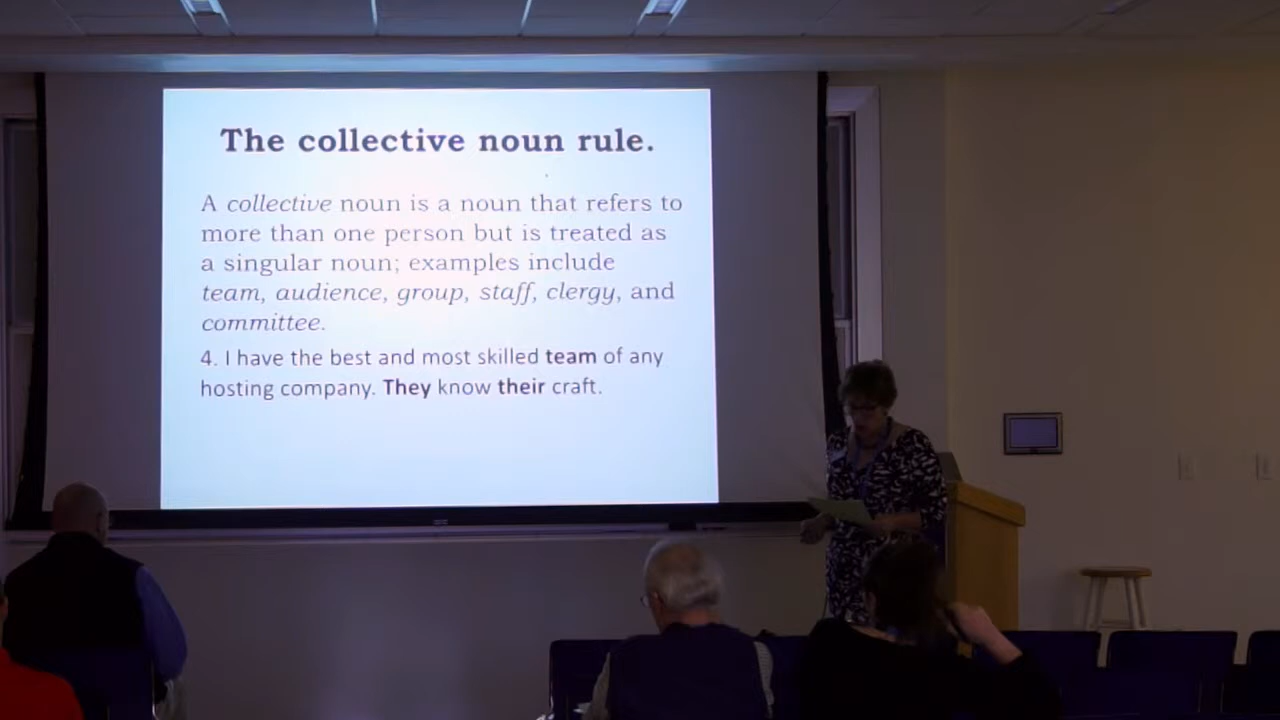 The collective noun rule.
A collective noun is a noun that refers to
more than one person but is treated as
a singular noun; examples include
team, audience, group, staff, clergy, and
committee.
4. I have the best and most skilled team of any
hosting company. They know their craft.